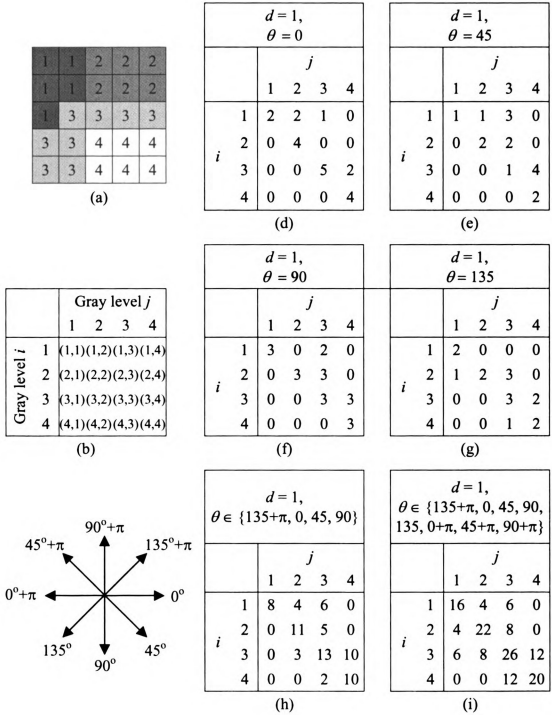 1 1 2 2 2
1 1 2 2 2
1 3 3 3 3
3 3 4 4 4
3 3 4 4 4
(a)
d = 1,
θ = 0
j
1 2 3 4
1 2 2 1 0
2 0 4 0 0
i
3 0 0 5 2
4 0 0 0 4
(d)
d = 1,
θ = 45
j
1 2 3 4
1 1 1 3 0
2 0 2 2 0
i
3 0 0 1 4
4 0 0 0 2
(e)
Gray level j
1 2 3 4
Gray level i
1 (1,1) (1,2) (1,3) (1,4)
2 (2,1) (2,2) (2,3) (2,4)
3 (3,1) (3,2) (3,3) (3,4)
4 (4,1) (4,2) (4,3) (4,4)
(b)
d = 1,
θ = 90
j
1 2 3 4
1 3 0 2 0
2 0 3 3 0
i
3 0 0 3 3
4 0 0 0 3
(f)
d = 1,
θ = 135
j
1 2 3 4
1 2 0 0 0
2 1 2 3 0
i
3 0 0 3 2
4 0 0 1 2
(g)
90°+π
45°+π
135°+π
0°+π
0°
135°
45°
90°
d = 1,
θ ∈ {135+π, 0, 45, 90}
j
1 2 3 4
1 8 4 6 0
2 0 11 5 0
i
3 0 3 13 10
4 0 0 2 10
(h)
d = 1,
θ ∈ {135+π, 0, 45, 90,
135, 0+π, 45+π, 90+π}
j
1 2 3 4
1 16 4 6 0
2 4 22 8 0
i
3 6 8 26 12
4 0 0 12 20
(i)